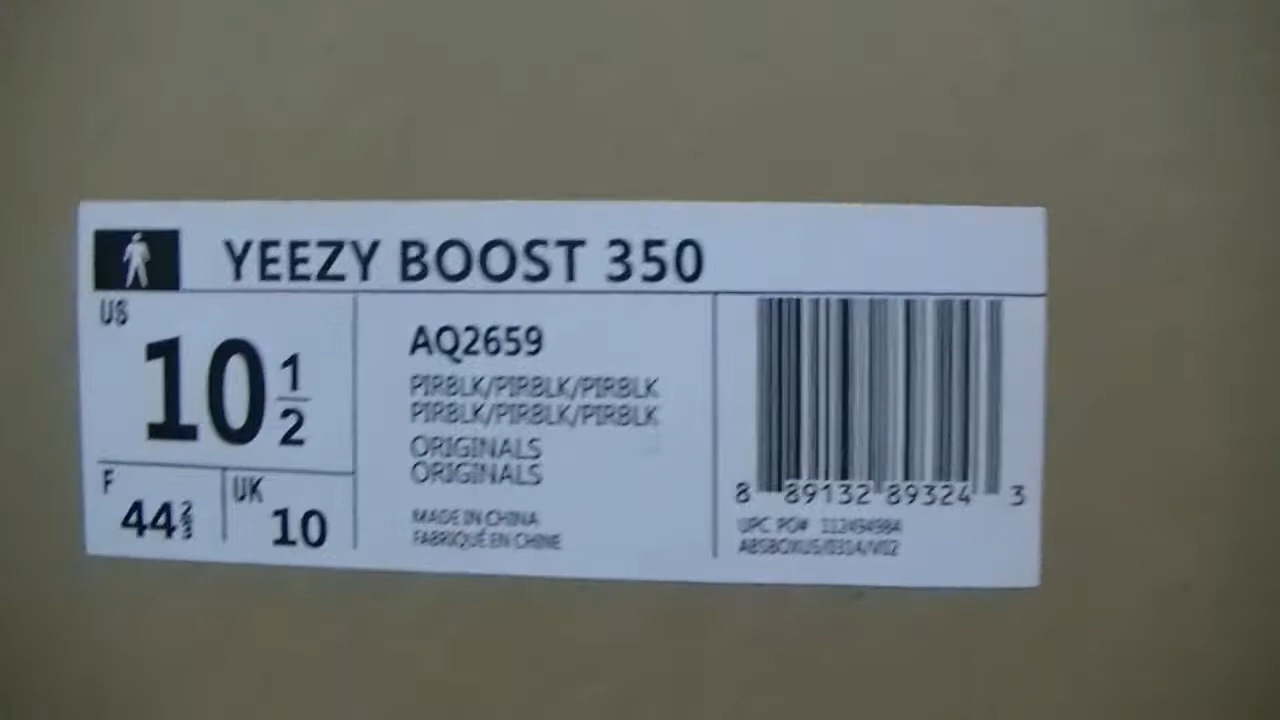 YEEZY BOOST 350
US
10 1/2
F
44 2/3
UK
10
AQ2659
PIRBLK/PIRBLK/PIRBLK
PIRBLK/PIRBLK/PIRBLK
ORIGINALS
ORIGINALS
MADE IN CHINA
FABRIQUÉ EN CHINE
8 89132 89324 3
UPC PO#